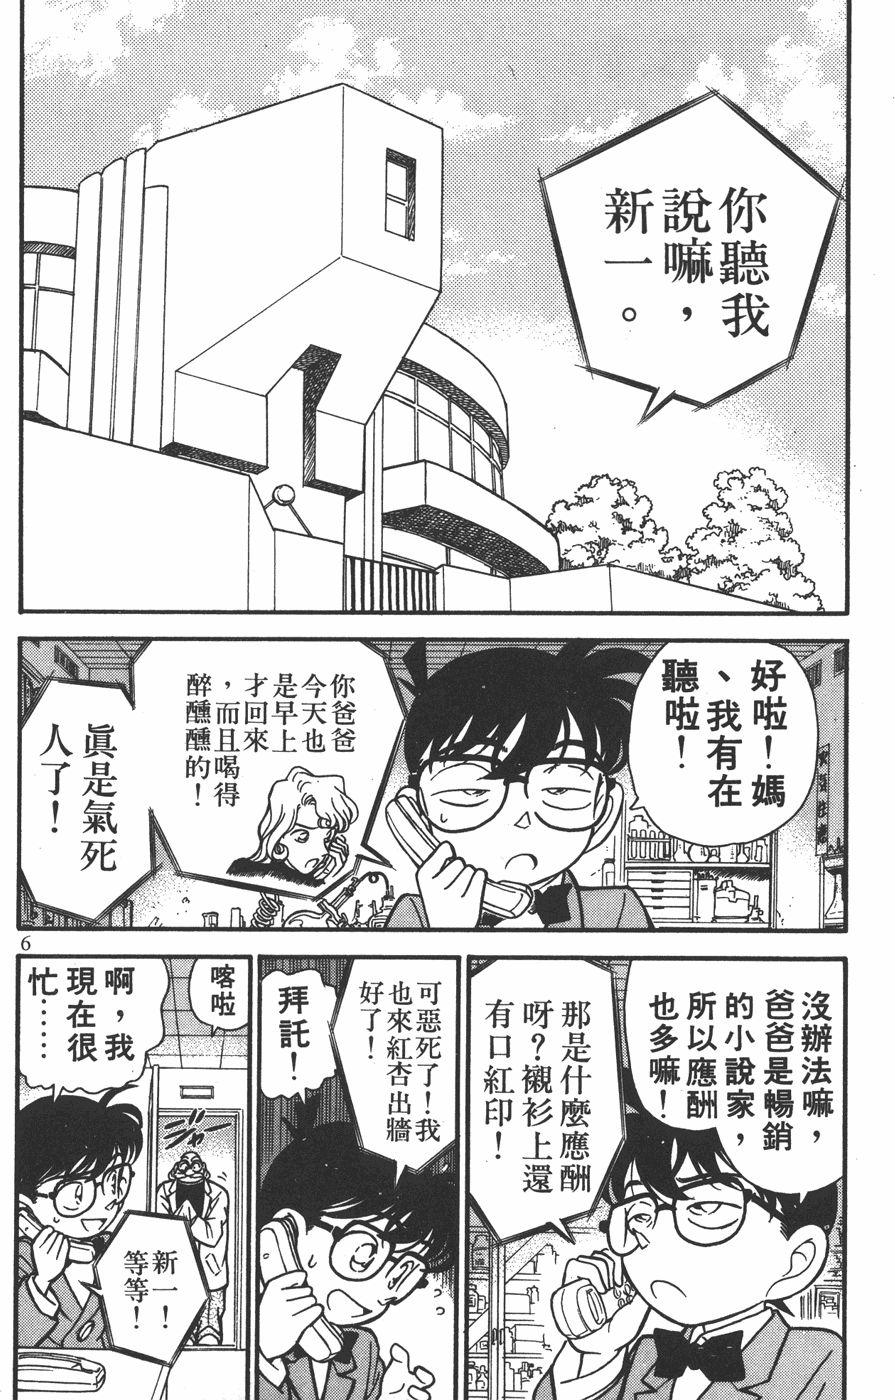 你聽我
說嘛，
新一。
好啦！媽
、我有在
聽啦！
你爸爸
今天也
是早上
才回來
，而且喝得
醉醺醺的！
眞是氣死
人了！
6
沒辦法嘛，
爸爸是暢銷
的小說家，
所以應酬
也多嘛！
那是什麼應酬
呀？襯衫上還
有口紅印！
可惡死了！我
也來紅杏出牆
好了！
拜託！
喀啦
啊，我
現在很
忙……
新一！
等等！